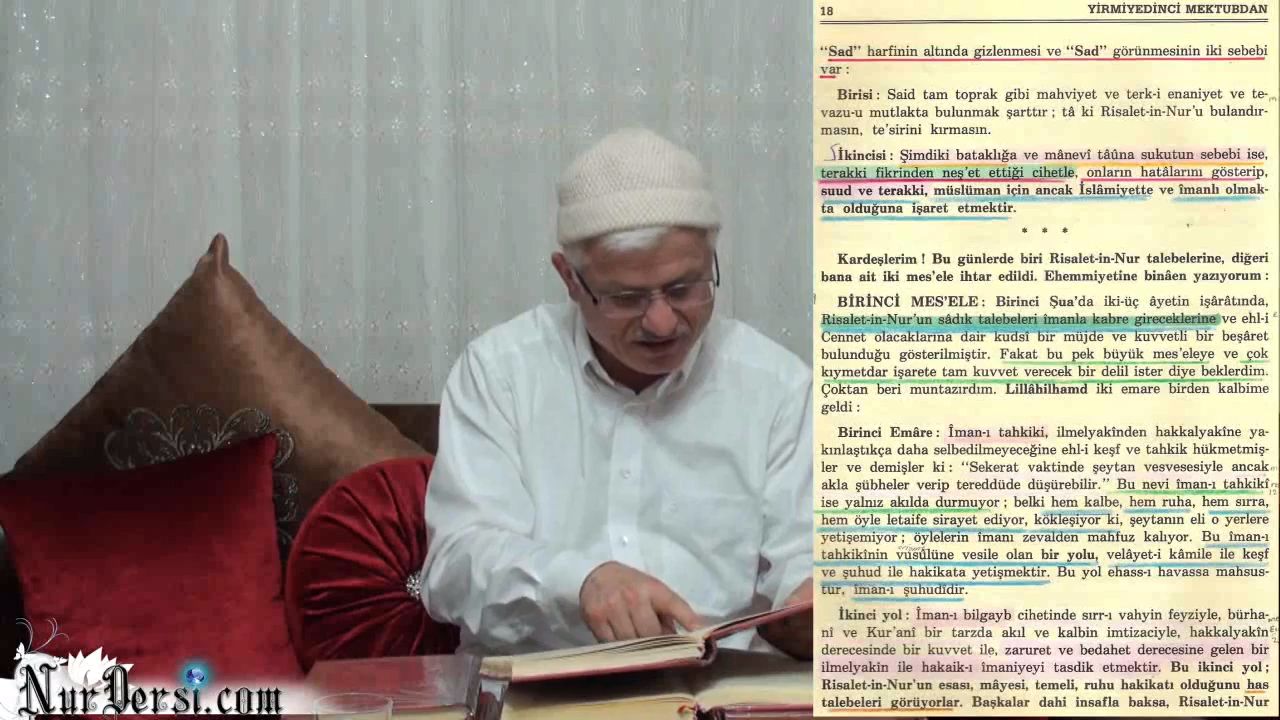 18 YİRMİYEDİNCİ MEKTUBDAN
"Sad" harfinin altında gizlenmesi ve "Sad" görünmesinin iki sebebi
var :
Birisi : Said tam toprak gibi mahviyet ve terk-i enaniyet ve te-
vazu-u mutlakta bulunmak şarttır ; tâ ki Risalet-in-Nur'u bulandır-
masın, te'sirini kırmasın.
İkincisi : Şimdiki bataklığa ve mânevî tâûna sukutun sebebi ise,
terakki fikrinden neş'et ettiği cihetle, onların hatâlarını gösterip,
suud ve terakki, müslüman için ancak İslâmiyette ve îmanlı olmak-
ta olduğuna işaret etmektir.
* * *
Kardeşlerim ! Bu günlerde biri Risalet-in-Nur talebelerine, diğeri
bana ait iki mes'ele ihtar edildi. Ehemmiyetine binâen yazıyorum :
BİRİNCİ MES'ELE : Birinci Şua'da iki-üç âyetin işârâtında,
Risalet-in-Nur'un sâdık talebeleri îmanla kabre gireceklerine ve ehl-i
Cennet olacaklarına dair kudsî bir müjde ve kuvvetli bir beşâret
bulunduğu gösterilmiştir. Fakat bu pek büyük mes'eleye ve çok
kıymetdar işarete tam kuvvet verecek bir delil ister diye beklerdim.
Çoktan beri muntazırdım. Lillâhilhamd iki emare birden kalbime
geldi :
Birinci Emâre : Îman-ı tahkiki, ilmelyakînden hakkalyakîne ya-
kınlaştıkça daha selbedilmeyeceğine ehl-i keşf ve tahkik hükmetmiş-
ler ve demişler ki : "Sekerat vaktinde şeytan vesvesesiyle ancak
akla şübheler verip tereddüde düşürebilir." Bu nevi îman-ı tahkikî
ise yalnız akılda durmuyor ; belki hem kalbe, hem ruha, hem sırra,
hem öyle letaife sirayet ediyor, kökleşiyor ki, şeytanın eli o yerlere
yetişemiyor ; öylelerin îmanı zevalden mahfuz kalıyor. Bu îman-ı
tahkikînin vusûlüne vesile olan bir yolu, velâyet-i kâmile ile keşf
ve şuhud ile hakikata yetişmektir. Bu yol ehass-ı havassa mahsus-
tur, îman-ı şuhudîdir.
İkinci yol : Îman-ı bilgayb cihetinde sırr-ı vahyin feyziyle, bürha-
nî ve Kur'anî bir tarzda akıl ve kalbin imtizaciyle, hakkalyakîn
derecesinde bir kuvvet ile, zaruret ve bedahet derecesine gelen bir
ilmelyakîn ile hakaik-ı îmaniyeyi tasdik etmektir. Bu ikinci yol ;
Risalet-in-Nur'un esası, mâyesi, temeli, ruhu hakikatı olduğunu has
talebeleri görüyorlar. Başkalar dahi insafla baksa, Risalet-in-Nur
NurDersi.com